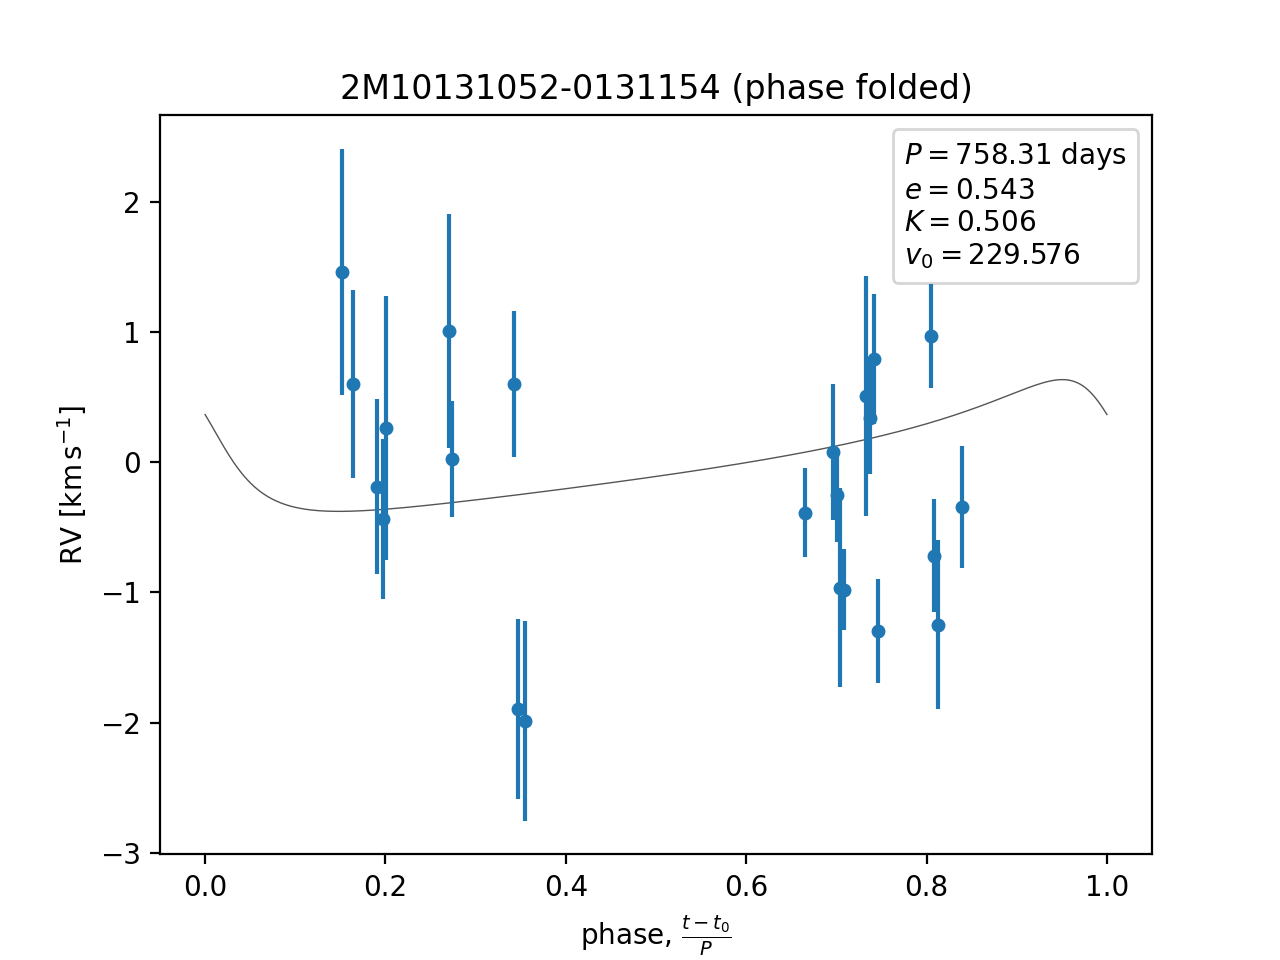 2M10131052-0131154 (phase folded)
P = 758.31 days
e = 0.543
K = 0.506
v₀ = 229.576
RV [km s⁻¹]
2
1
0
−1
−2
−3
0.0 0.2 0.4 0.6 0.8 1.0
phase, (t − t₀)/P